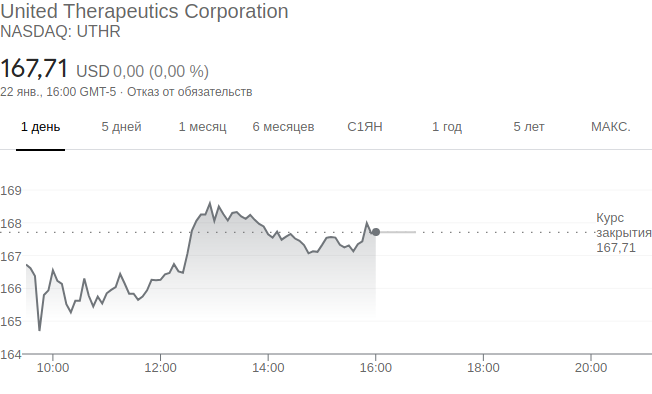 United Therapeutics Corporation
NASDAQ: UTHR
167,71 USD 0,00 (0,00 %)
22 янв., 16:00 GMT-5 · Отказ от обязательств
1 день 5 дней 1 месяц 6 месяцев С1ЯН 1 год 5 лет МАКС.
169
168
167
166
165
164
Курс
закрытия
167,71
10:00 12:00 14:00 16:00 18:00 20:00